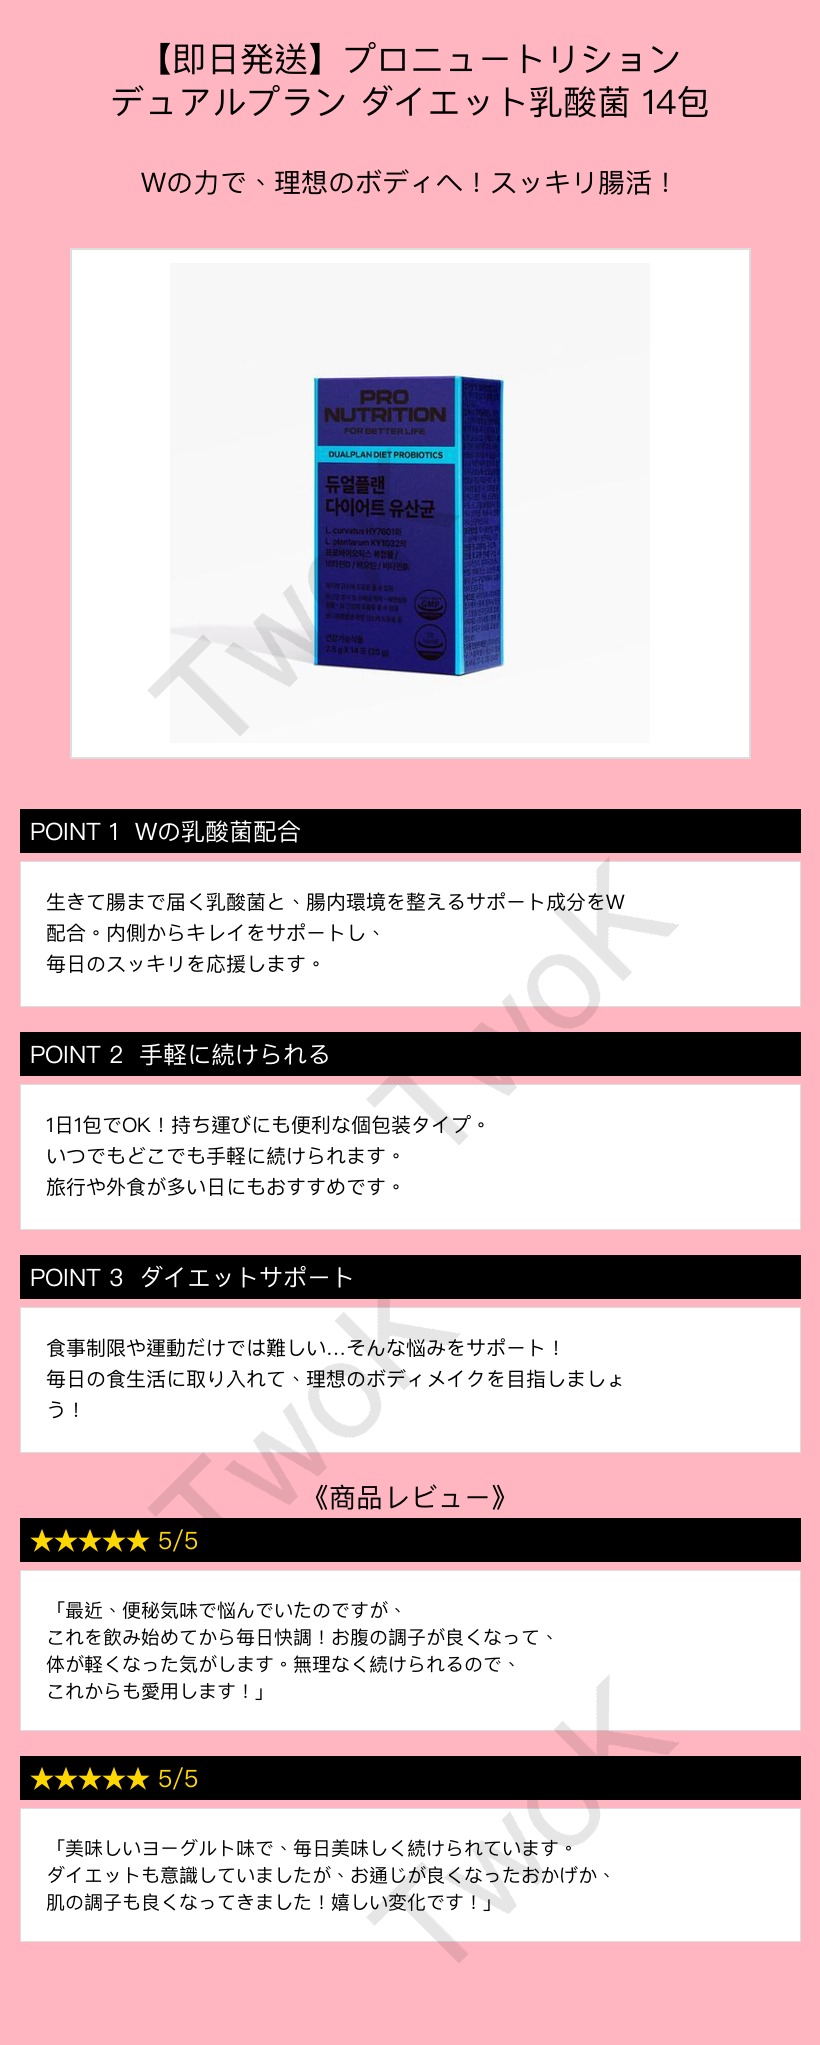 【即日発送】プロニュートリション
デュアルプラン ダイエット乳酸菌 14包
Wの力で、理想のボディへ！スッキリ腸活！
PRO
NUTRITION
FOR BETTER LIFE
DUALPLAN DIET PROBIOTICS
듀얼플랜
다이어트 유산균
L. curvatus HY7601와
L. plantarum KY1032의
프로바이오틱스 복합물 /
비타민D / 비오틴 /
GMP
건강기능식품
TwoK
POINT 1 Wの乳酸菌配合
生きて腸まで届く乳酸菌と、腸内環境を整えるサポート成分をW
配合。内側からキレイをサポートし、
毎日のスッキリを応援します。
TwoK
POINT 2 手軽に続けられる
1日1包でOK！持ち運びにも便利な個包装タイプ。
いつでもどこでも手軽に続けられます。
旅行や外食が多い日にもおすすめです。
POINT 3 ダイエットサポート
食事制限や運動だけでは難しい…そんな悩みをサポート！
毎日の食生活に取り入れて、理想のボディメイクを目指しましょ
う！
TwoK
《商品レビュー》
★★★★★ 5/5
「最近、便秘気味で悩んでいたのですが、
これを飲み始めてから毎日快調！お腹の調子が良くなって、
体が軽くなった気がします。無理なく続けられるので、
これからも愛用します！」
TwoK
★★★★★ 5/5
「美味しいヨーグルト味で、毎日美味しく続けられています。
ダイエットも意識していましたが、お通じが良くなったおかげか、
肌の調子も良くなってきました！嬉しい変化です！」